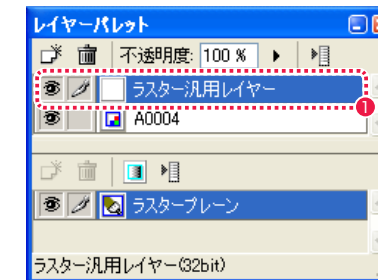 レイヤーパレット
不透明度: 100 %
ラスター汎用レイヤー
1
A0004
ラスタープレーン
ラスター汎用レイヤー(32bit)